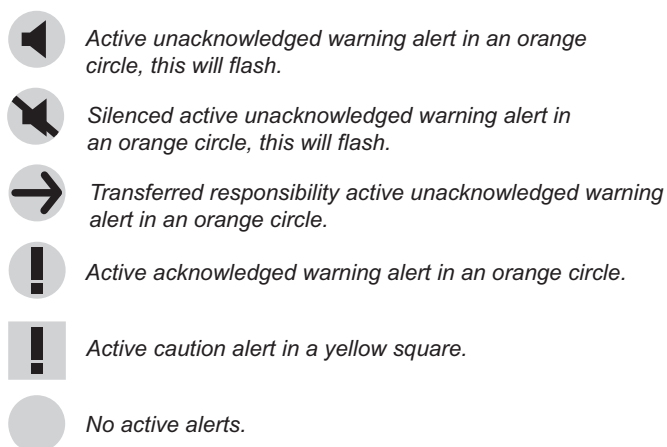 Active unacknowledged warning alert in an orange
circle, this will flash.
Silenced active unacknowledged warning alert in
an orange circle, this will flash.
Transferred responsibility active unacknowledged warning
alert in an orange circle.
Active acknowledged warning alert in an orange circle.
Active caution alert in a yellow square.
No active alerts.